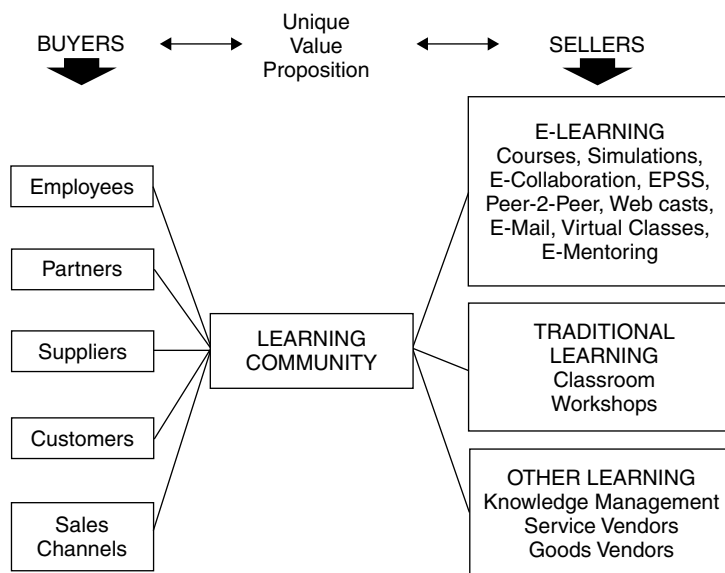 BUYERS
Unique
Value
Proposition
SELLERS
Employees
Partners
Suppliers
Customers
Sales
Channels
LEARNING
COMMUNITY
E-LEARNING
Courses, Simulations,
E-Collaboration, EPSS,
Peer-2-Peer, Web casts,
E-Mail, Virtual Classes,
E-Mentoring
TRADITIONAL
LEARNING
Classroom
Workshops
OTHER LEARNING
Knowledge Management
Service Vendors
Goods Vendors